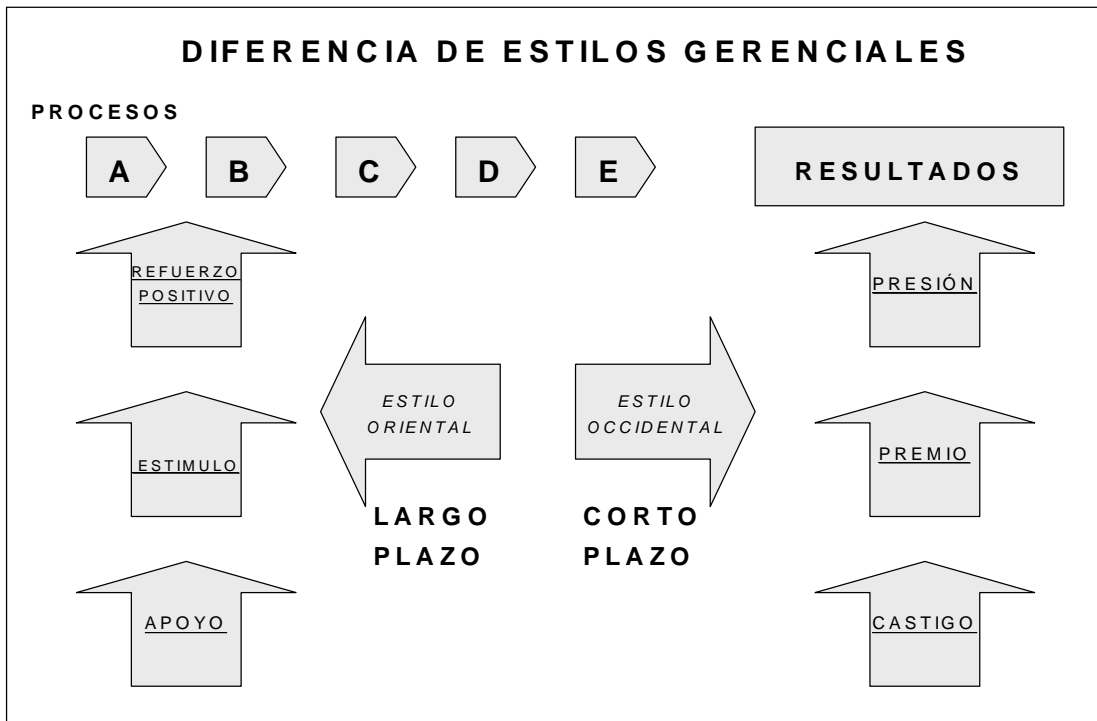 DIFERENCIA DE ESTILOS GERENCIALES
PROCESOS
A B C D E
RESULTADOS
REFUERZO
POSITIVO
PRESIÓN
ESTILO
ORIENTAL
ESTILO
OCCIDENTAL
ESTIMULO
PREMIO
LARGO
PLAZO
CORTO
PLAZO
APOYO
CASTIGO